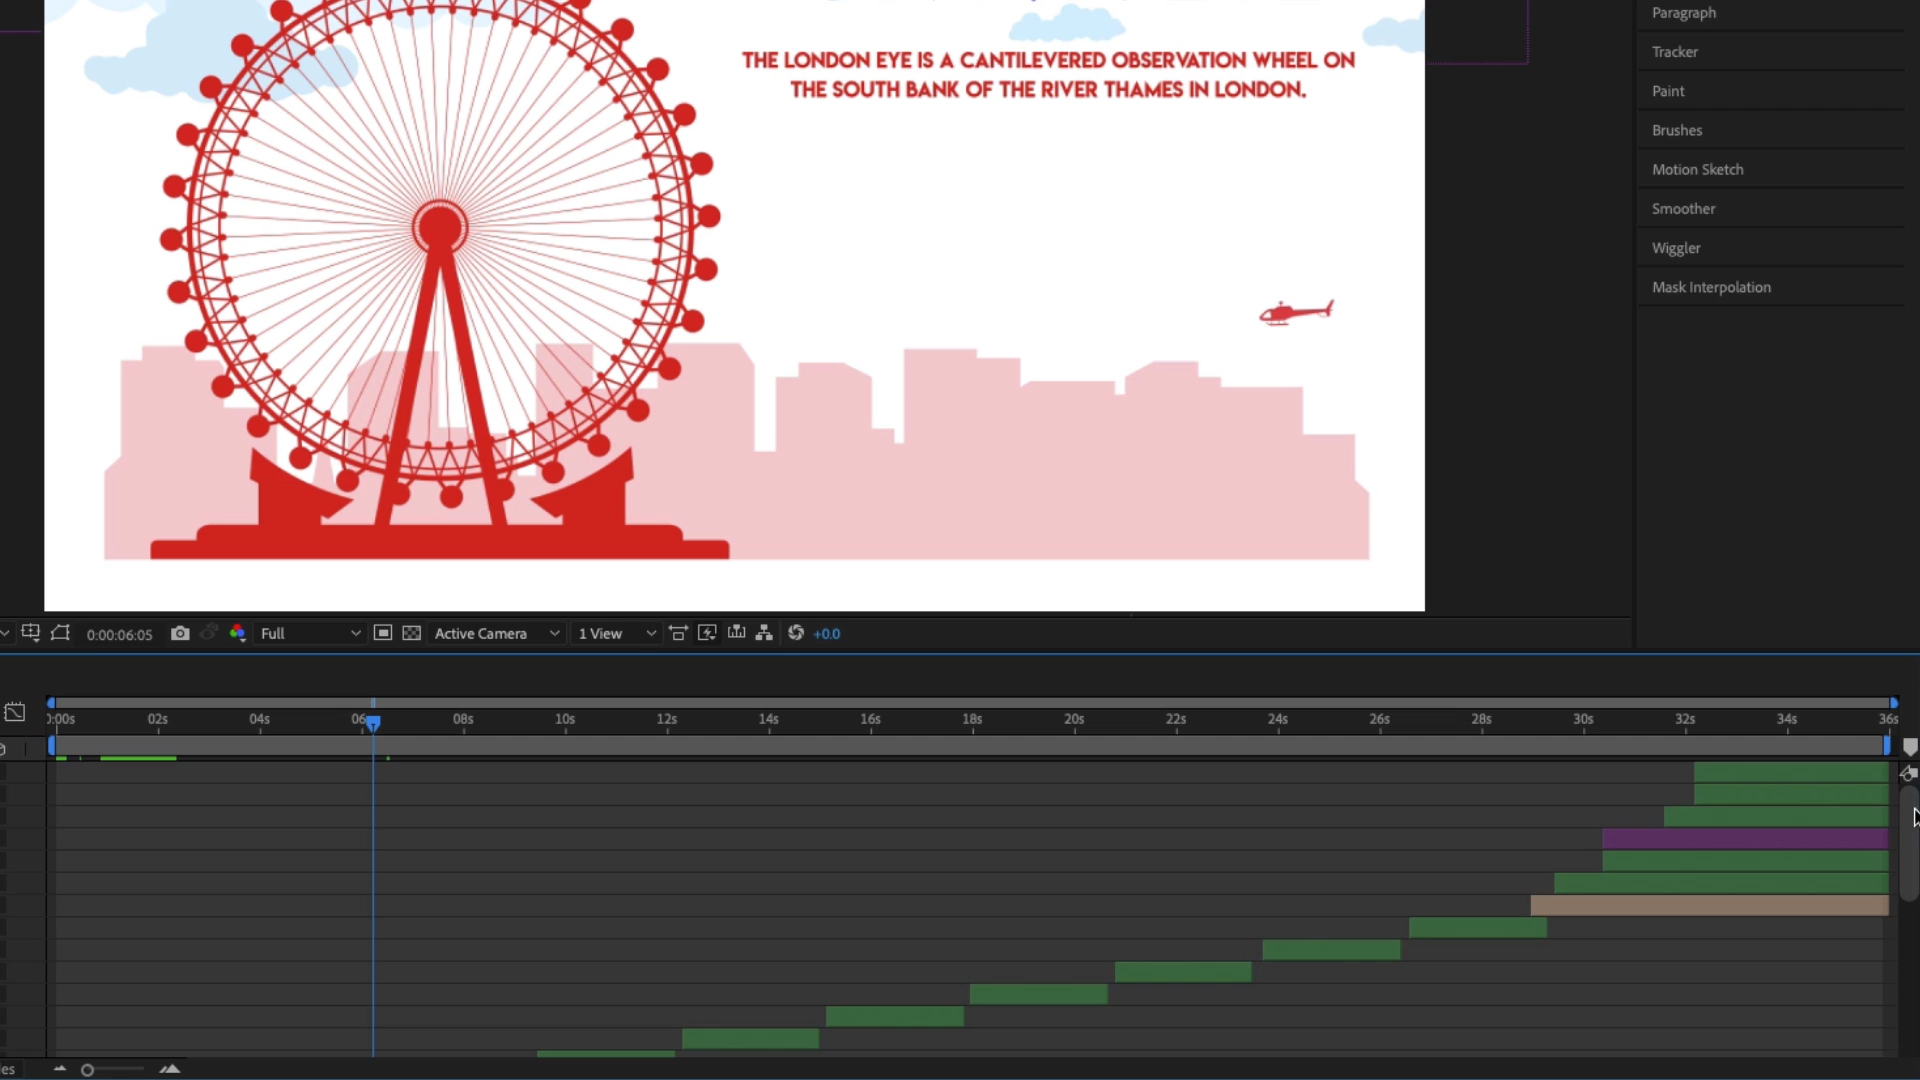 Paragraph
THE LONDON EYE IS A CANTILEVERED OBSERVATION WHEEL ON
THE SOUTH BANK OF THE RIVER THAMES IN LONDON.
Tracker
Paint
Brushes
Motion Sketch
Smoother
Wiggler
Mask Interpolation
0:00:06:05 Full Active Camera 1 View +0.0
0:00s 02s 04s 06 08s 10s 12s 14s 16s 18s 20s 22s 24s 26s 28s 30s 32s 34s 36s